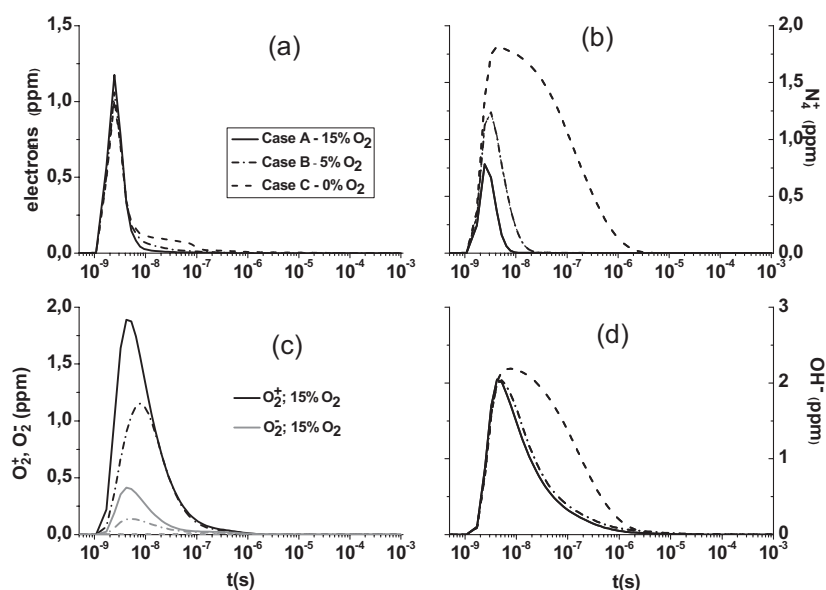 (a)
electrons (ppm)
1,5
1,0
0,5
0,0
Case A - 15% O₂
Case B - 5% O₂
Case C - 0% O₂
10⁻⁹ 10⁻⁸ 10⁻⁷ 10⁻⁶ 10⁻⁵ 10⁻⁴ 10⁻³
(b)
N₄⁺ (ppm)
2,0
1,5
1,25
0,75
0,5
0,25
0,0
10⁻⁹ 10⁻⁸ 10⁻⁷ 10⁻⁶ 10⁻⁵ 10⁻⁴ 10⁻³
(c)
O₂⁺, O₂⁻ (ppm)
2,0
1,5
1,0
0,5
0,0
O₂⁺; 15% O₂
O₂⁻; 15% O₂
10⁻⁹ 10⁻⁸ 10⁻⁷ 10⁻⁶ 10⁻⁵ 10⁻⁴ 10⁻³
t(s)
(d)
OH⁻ (ppm)
3
2
1
0
10⁻⁹ 10⁻⁸ 10⁻⁷ 10⁻⁶ 10⁻⁵ 10⁻⁴ 10⁻³
t(s)